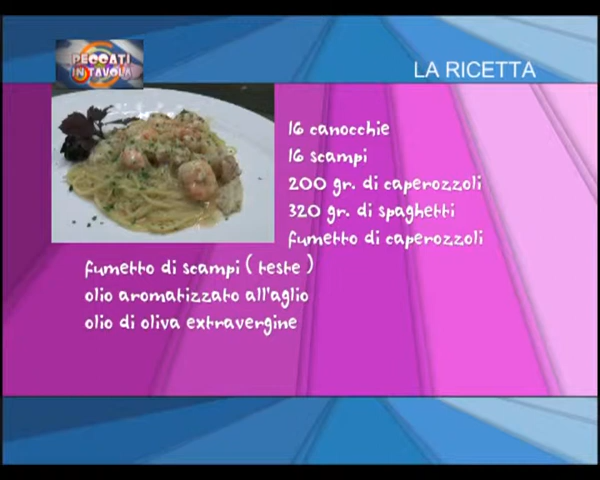 PECCATI
IN TAVOLA
LA RICETTA
16 canocchie
16 scampi
200 gr. di caperozzoli
320 gr. di spaghetti
fumetto di caperozzoli
fumetto di scampi ( teste )
olio aromatizzato all'aglio
olio di oliva extravergine